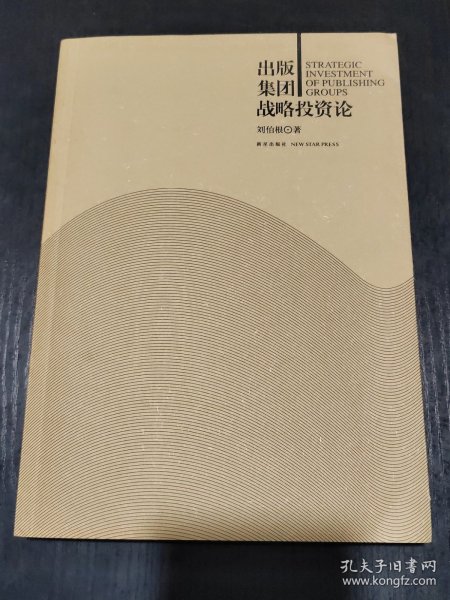 出版
集团
战略投资论
STRATEGIC
INVESTMENT
OF PUBLISHING
GROUPS
刘伯根 著
新星出版社 NEW STAR PRESS
孔夫子旧书网
www.kongfz.com